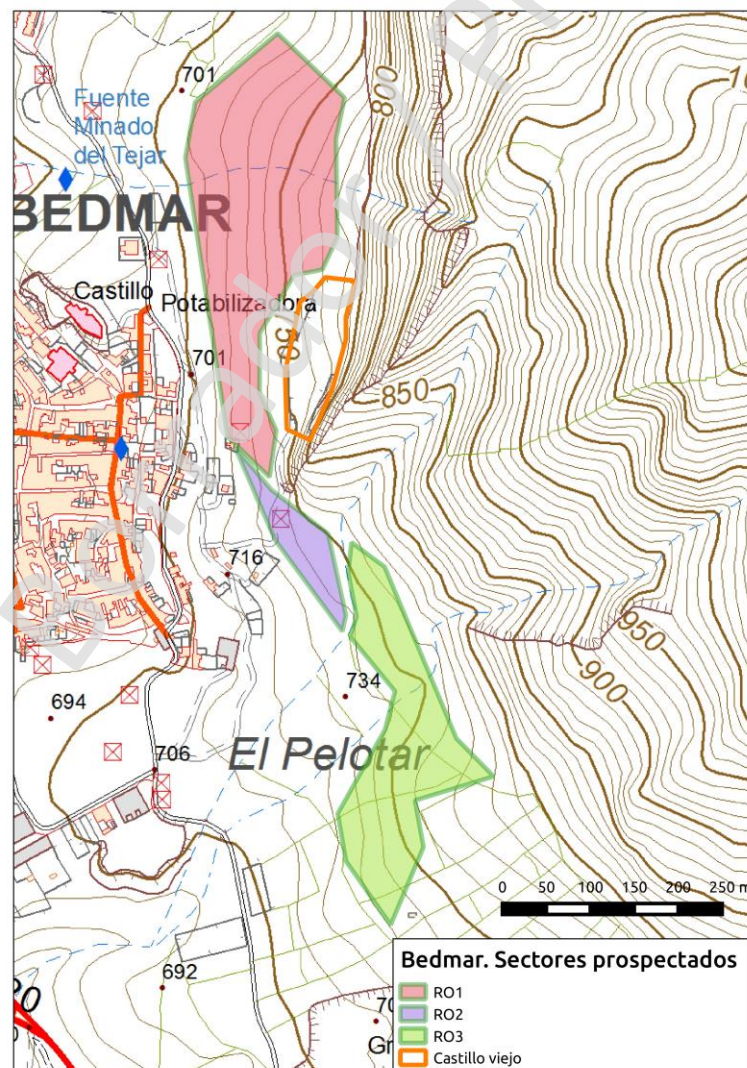 701
Fuente
Minado
del Tejar
800
BEDMAR
Castillo
Potabilizadora
701
850
716
734
694
El Pelotar
706
950
900
0 50 100 150 200 250 m
692
Bedmar. Sectores prospectados
RO1
RO2
RO3
Castillo viejo